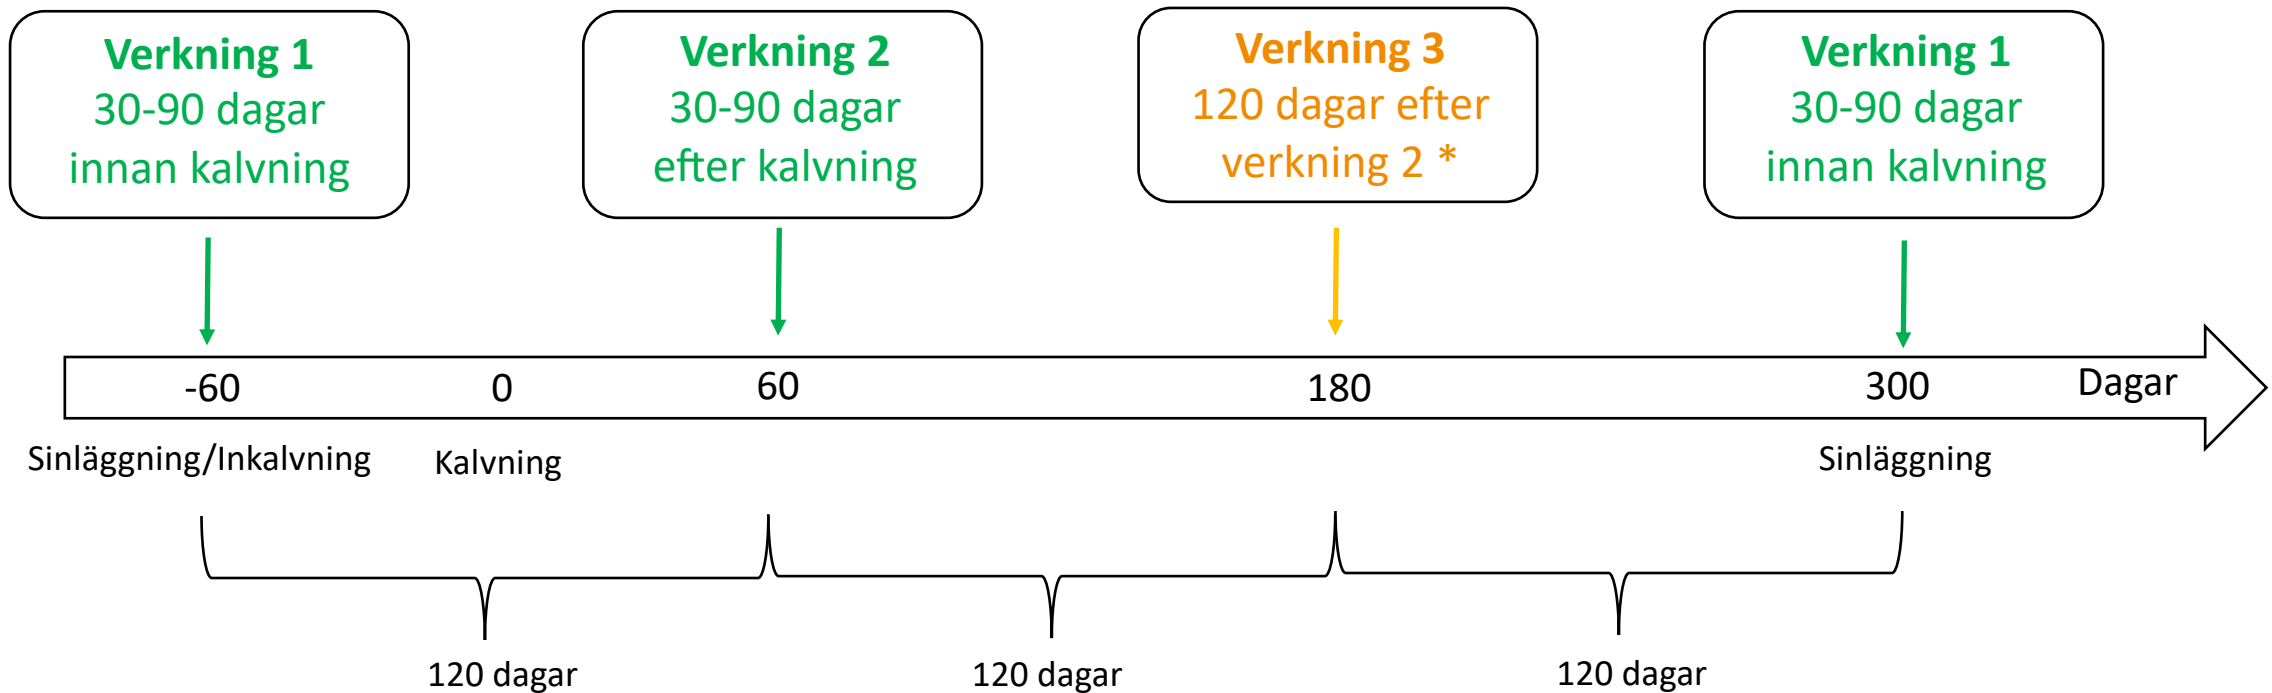 Verkning 1
30-90 dagar
innan kalvning
Verkning 2
30-90 dagar
efter kalvning
Verkning 3
120 dagar efter
verkning 2 *
Verkning 1
30-90 dagar
innan kalvning
-60 0 60 180 300 Dagar
Sinläggning/Inkalvning Kalvning Sinläggning
120 dagar 120 dagar 120 dagar